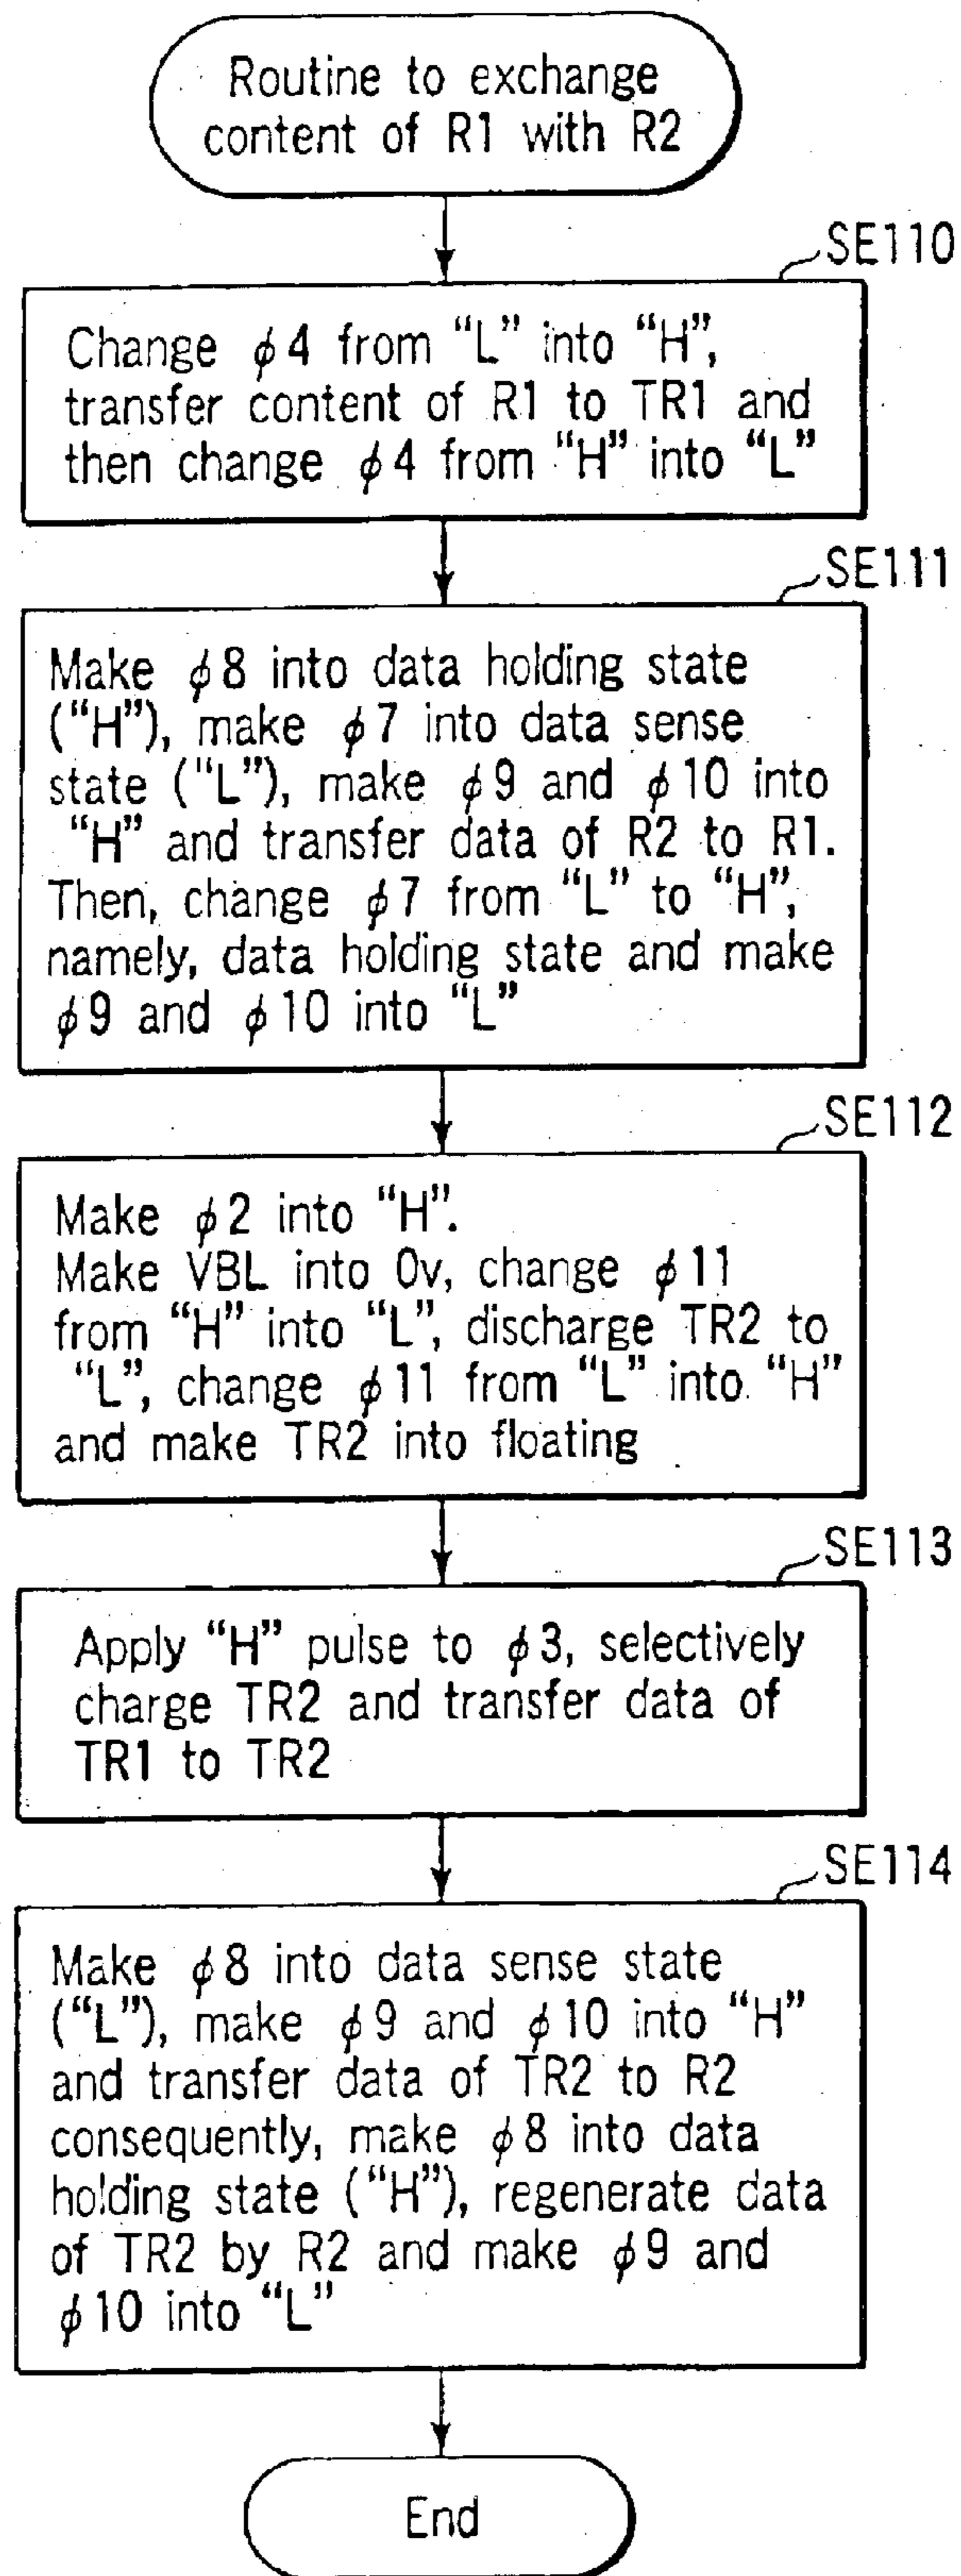 Routine to exchange
content of R1 with R2
SE110
Change ϕ4 from “L” into “H”,
transfer content of R1 to TR1 and
then change ϕ4 from “H” into “L”
SE111
Make ϕ8 into data holding state
(“H”), make ϕ7 into data sense
state (“L”), make ϕ9 and ϕ10 into
“H” and transfer data of R2 to R1.
Then, change ϕ7 from “L” to “H”,
namely, data holding state and make
ϕ9 and ϕ10 into “L”
SE112
Make ϕ2 into “H”.
Make VBL into 0v, change ϕ11
from “H” into “L”, discharge TR2 to
“L”, change ϕ11 from “L” into “H”
and make TR2 into floating
SE113
Apply “H” pulse to ϕ3, selectively
charge TR2 and transfer data of
TR1 to TR2
SE114
Make ϕ8 into data sense state
(“L”), make ϕ9 and ϕ10 into “H”
and transfer data of TR2 to R2
consequently, make ϕ8 into data
holding state (“H”), regenerate data
of TR2 by R2 and make ϕ9 and
ϕ10 into “L”
End